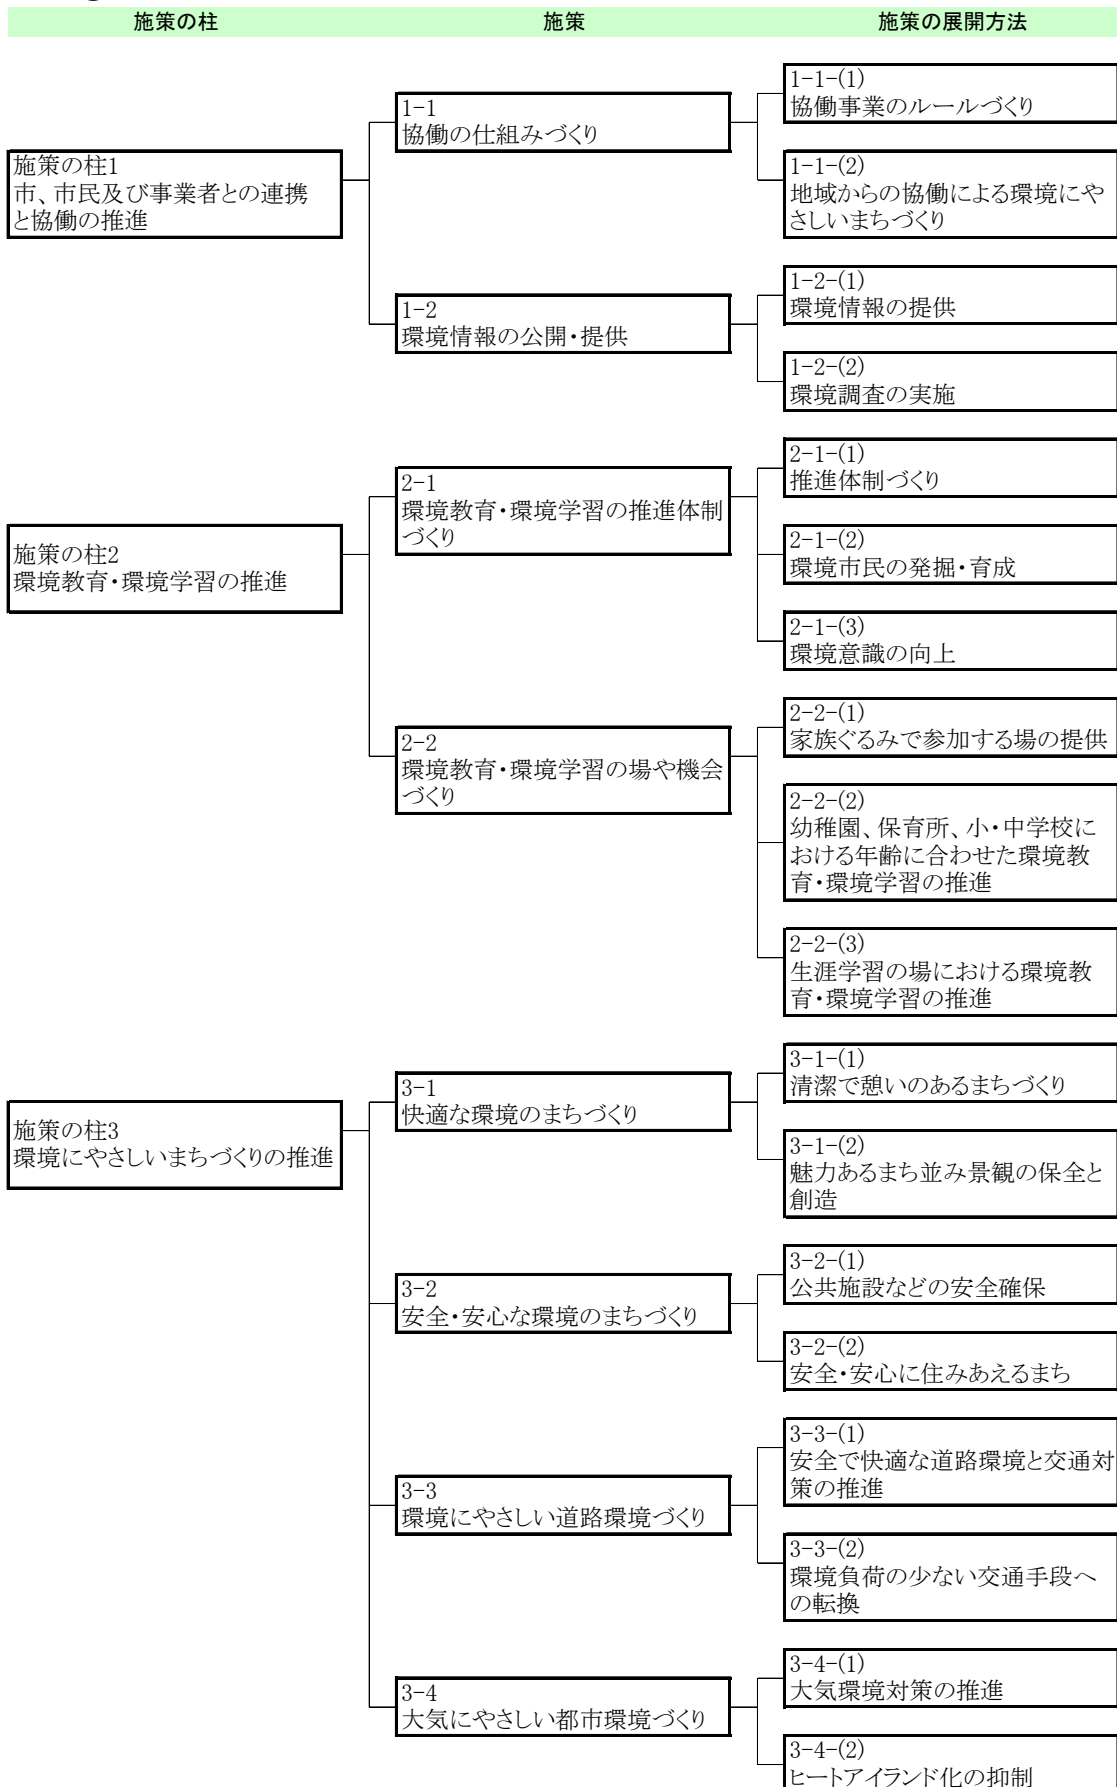 施策の柱 施策 施策の展開方法
施策の柱1
市、市民及び事業者との連携
と協働の推進
1-1
協働の仕組みづくり
1-1-(1)
協働事業のルールづくり
1-1-(2)
地域からの協働による環境にや
さしいまちづくり
1-2
環境情報の公開・提供
1-2-(1)
環境情報の提供
1-2-(2)
環境調査の実施
施策の柱2
環境教育・環境学習の推進
2-1
環境教育・環境学習の推進体制
づくり
2-1-(1)
推進体制づくり
2-1-(2)
環境市民の発掘・育成
2-1-(3)
環境意識の向上
2-2
環境教育・環境学習の場や機会
づくり
2-2-(1)
家族ぐるみで参加する場の提供
2-2-(2)
幼稚園、保育所、小・中学校に
おける年齢に合わせた環境教
育・環境学習の推進
2-2-(3)
生涯学習の場における環境教
育・環境学習の推進
施策の柱3
環境にやさしいまちづくりの推進
3-1
快適な環境のまちづくり
3-1-(1)
清潔で憩いのあるまちづくり
3-1-(2)
魅力あるまち並み景観の保全と
創造
3-2
安全・安心な環境のまちづくり
3-2-(1)
公共施設などの安全確保
3-2-(2)
安全・安心に住みあえるまち
3-3
環境にやさしい道路環境づくり
3-3-(1)
安全で快適な道路環境と交通対
策の推進
3-3-(2)
環境負荷の少ない交通手段へ
の転換
3-4
大気にやさしい都市環境づくり
3-4-(1)
大気環境対策の推進
3-4-(2)
ヒートアイランド化の抑制